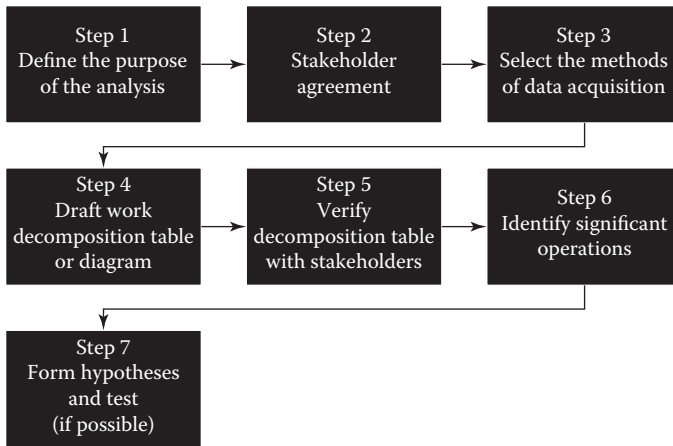 Step 1
Define the purpose
of the analysis
Step 2
Stakeholder
agreement
Step 3
Select the methods
of data acquisition
Step 4
Draft work
decomposition table
or diagram
Step 5
Verify
decomposition table
with stakeholders
Step 6
Identify significant
operations
Step 7
Form hypotheses
and test
(if possible)